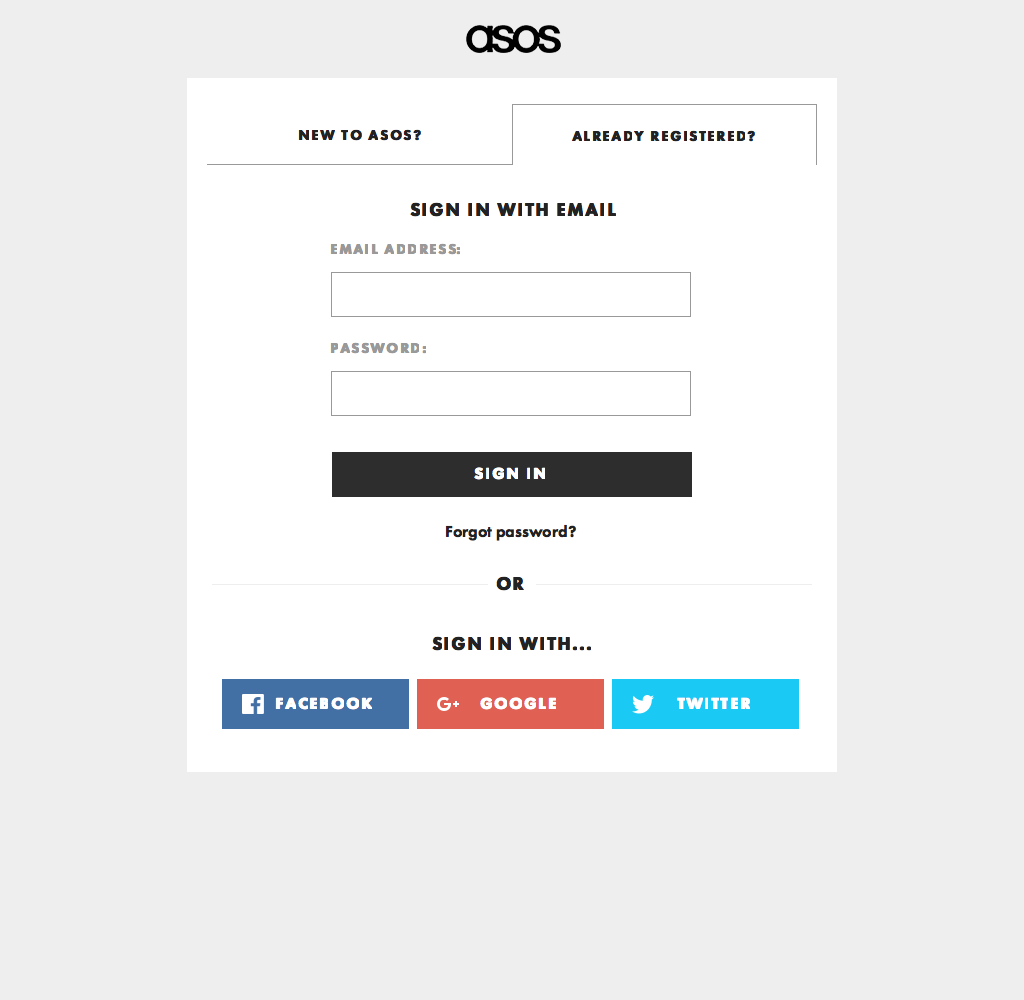 asos
NEW TO ASOS?
ALREADY REGISTERED?
SIGN IN WITH EMAIL
EMAIL ADDRESS:
PASSWORD:
SIGN IN
Forgot password?
OR
SIGN IN WITH...
FACEBOOK
G+ GOOGLE
TWITTER